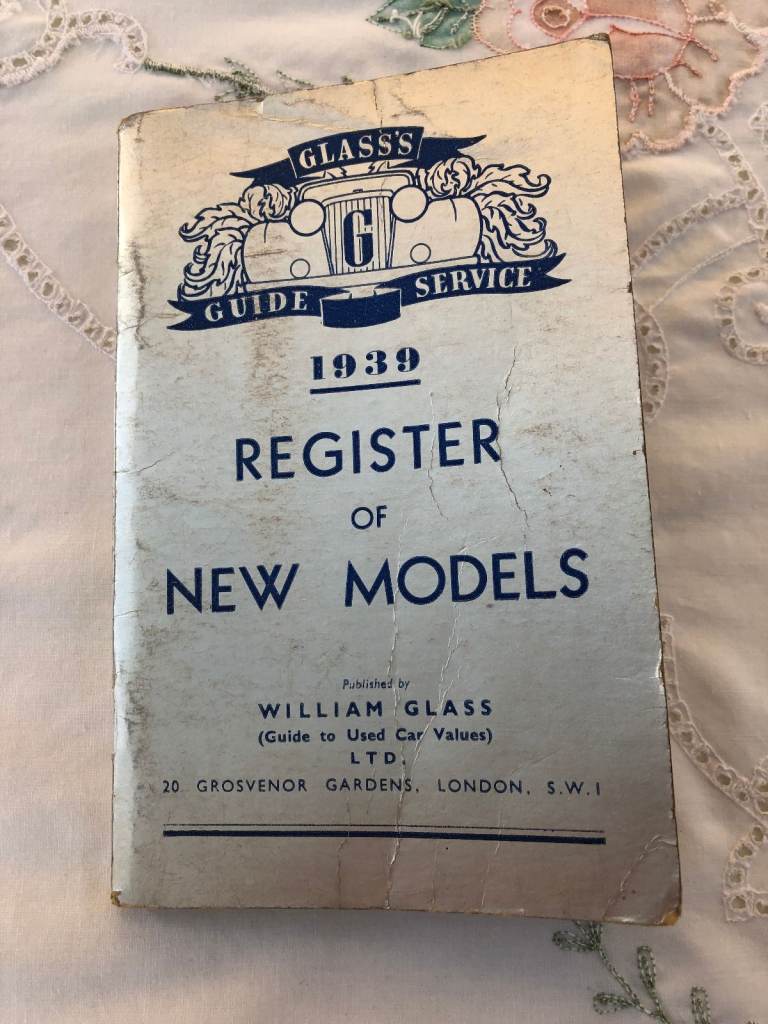 GLASS'S
G
GUIDE SERVICE
1939
REGISTER
OF
NEW MODELS
Published by
WILLIAM GLASS
(Guide to Used Car Values)
LTD.
20 GROSVENOR GARDENS, LONDON, S.W.1